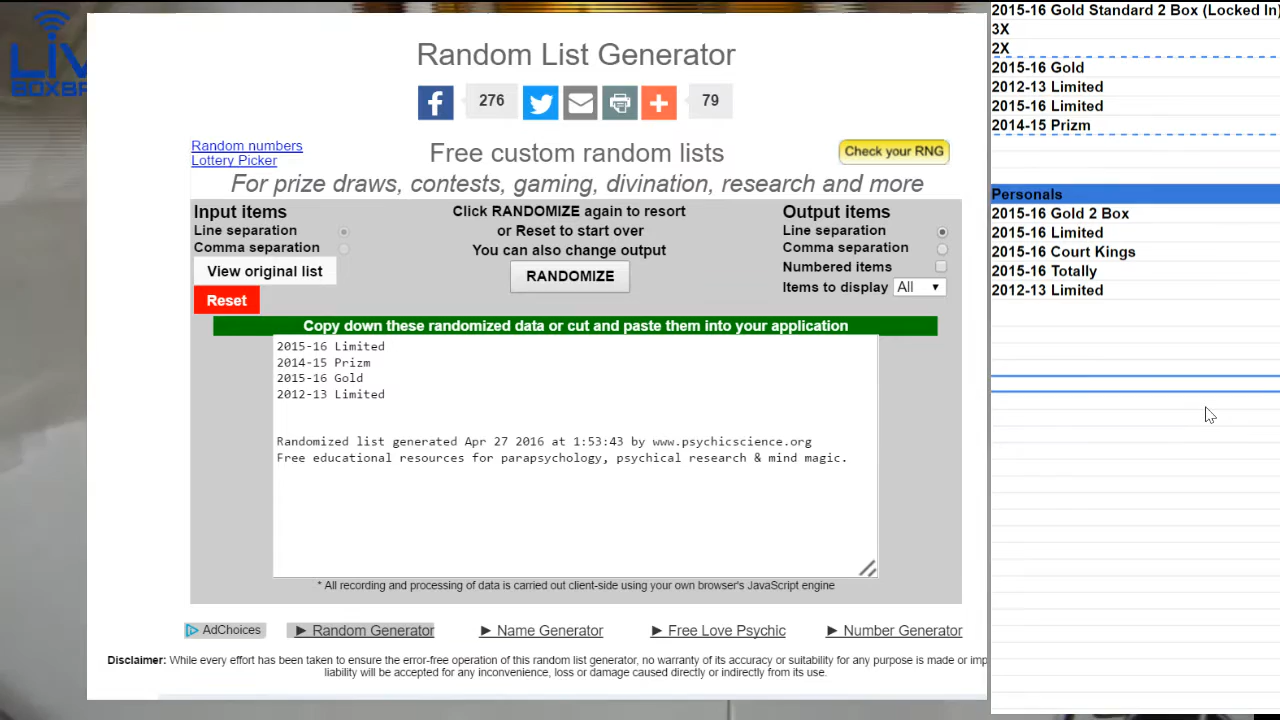 LIV
BOXBR
Random List Generator
276
79
Random numbers
Lottery Picker
Free custom random lists
Check your RNG
For prize draws, contests, gaming, divination, research and more
Input items
Line separation
Comma separation
View original list
Reset
Click RANDOMIZE again to resort
or Reset to start over
You can also change output
RANDOMIZE
Output items
Line separation
Comma separation
Numbered items
Items to display All
Copy down these randomized data or cut and paste them into your application
2015-16 Limited
2014-15 Prizm
2015-16 Gold
2012-13 Limited
Randomized list generated Apr 27 2016 at 1:53:43 by www.psychicscience.org
Free educational resources for parapsychology, psychical research & mind magic.
* All recording and processing of data is carried out client-side using your own browser's JavaScript engine
AdChoices
► Random Generator
► Name Generator
► Free Love Psychic
► Number Generator
Disclaimer: While every effort has been taken to ensure the error-free operation of this random list generator, no warranty of its accuracy or suitability for any purpose is made or imp
liability will be accepted for any inconvenience, loss or damage caused directly or indirectly from its use.
2015-16 Gold Standard 2 Box (Locked In)
3X
2X
2015-16 Gold
2012-13 Limited
2015-16 Limited
2014-15 Prizm
Personals
2015-16 Gold 2 Box
2015-16 Limited
2015-16 Court Kings
2015-16 Totally
2012-13 Limited